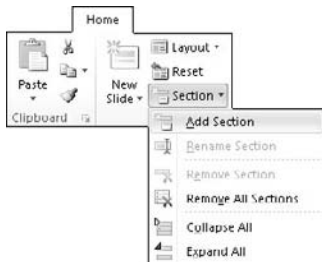 Home
Layout
Reset
Paste
New
Slide
Section
Clipboard
Add Section
Rename Section
Remove Section
Remove All Sections
Collapse All
Expand All